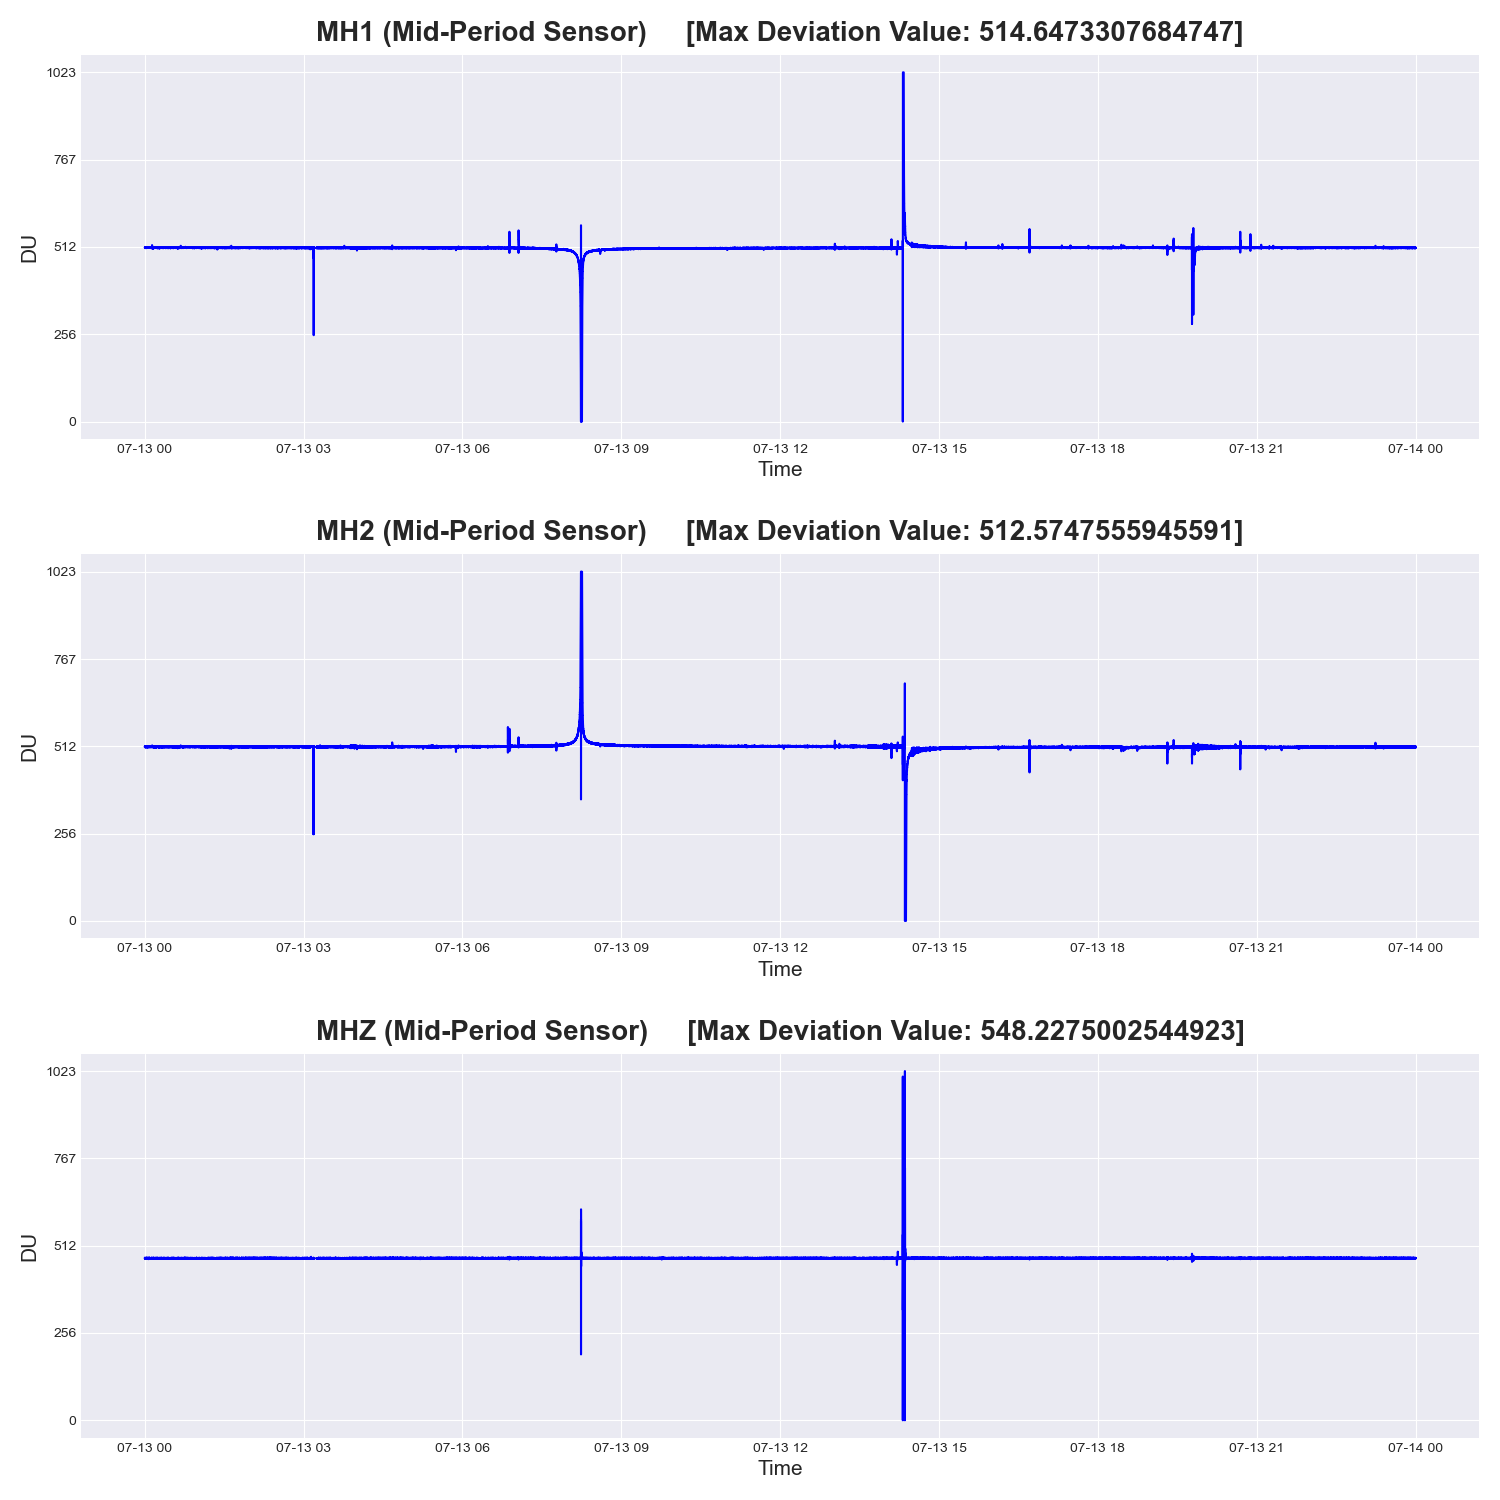 MH1 (Mid-Period Sensor)     [Max Deviation Value: 514.6473307684747]
1023
767
512
256
0
DU
07-13 00 07-13 03 07-13 06 07-13 09 07-13 12 07-13 15 07-13 18 07-13 21 07-14 00
Time
MH2 (Mid-Period Sensor)     [Max Deviation Value: 512.5747555945591]
1023
767
512
256
0
DU
07-13 00 07-13 03 07-13 06 07-13 09 07-13 12 07-13 15 07-13 18 07-13 21 07-14 00
Time
MHZ (Mid-Period Sensor)     [Max Deviation Value: 548.2275002544923]
1023
767
512
256
0
DU
07-13 00 07-13 03 07-13 06 07-13 09 07-13 12 07-13 15 07-13 18 07-13 21 07-14 00
Time